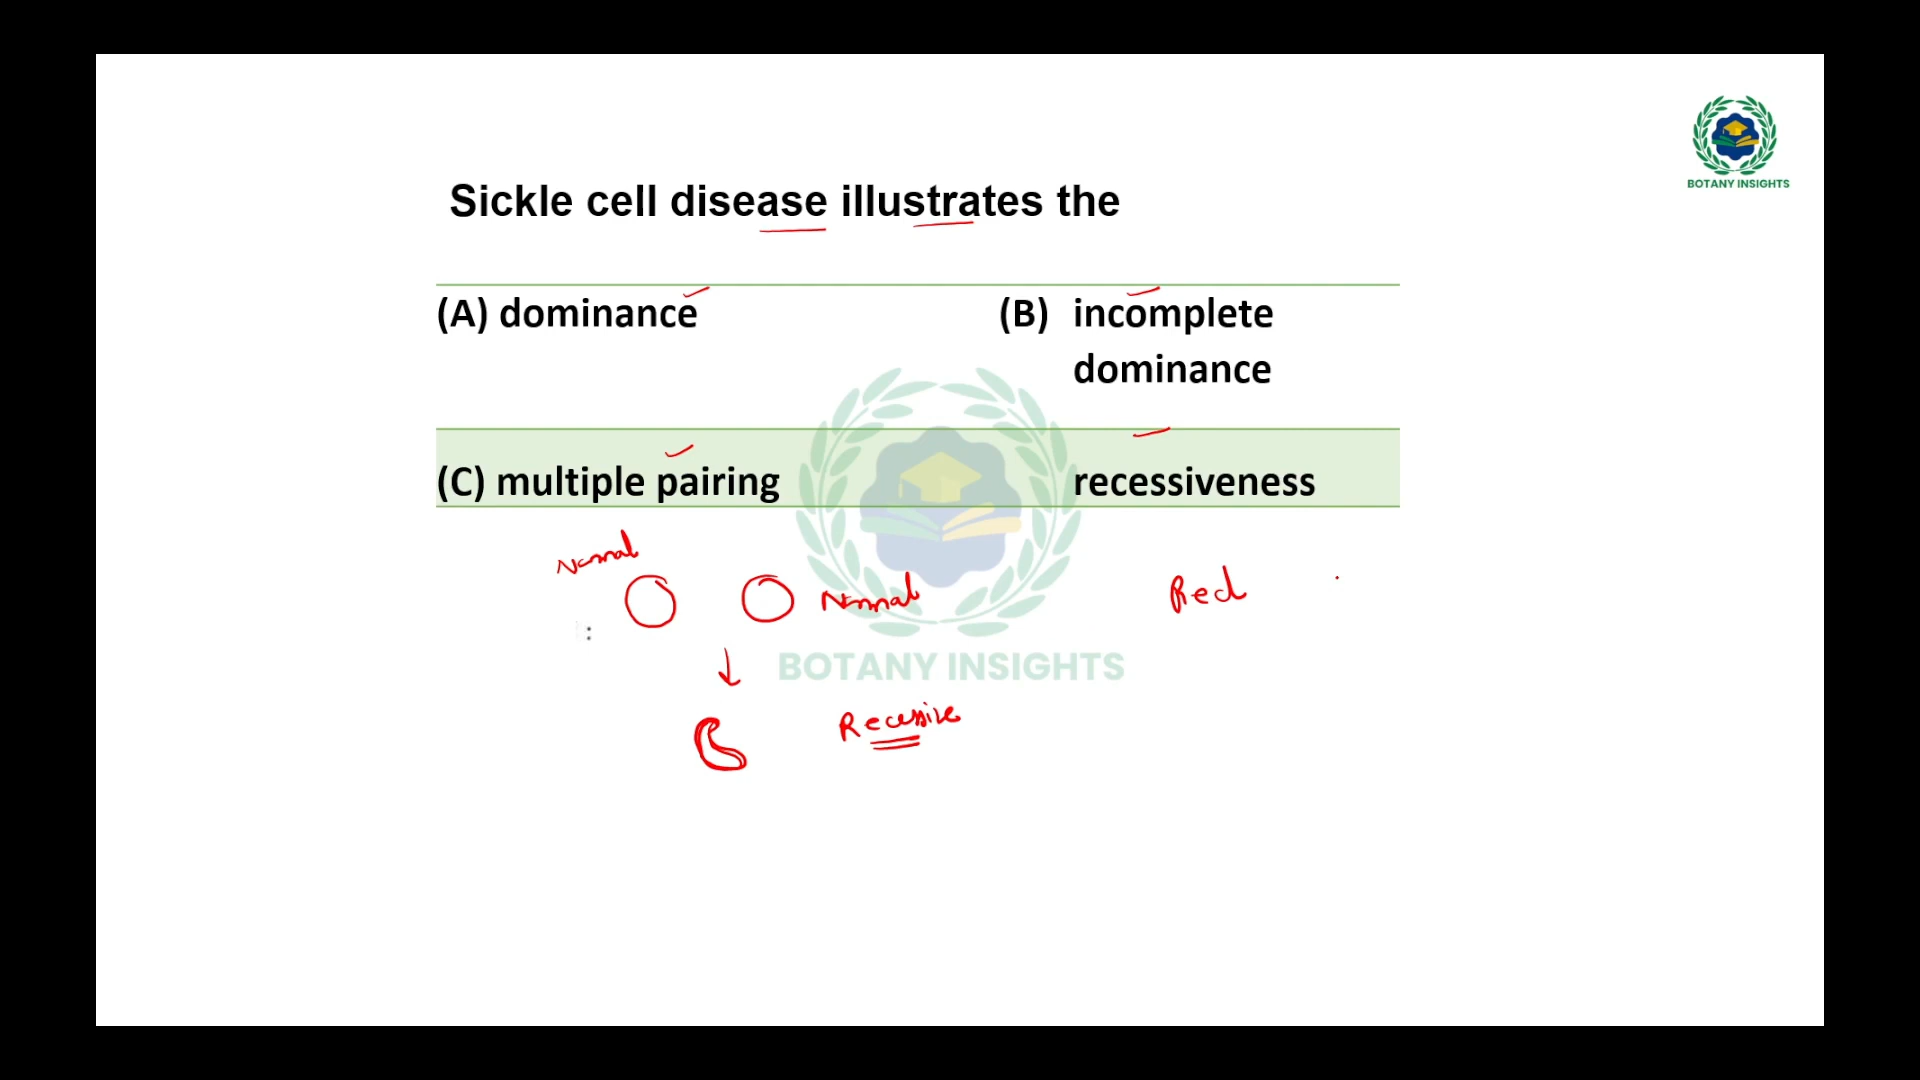 BOTANY INSIGHTS
Sickle cell disease illustrates the
(A) dominance
(B) incomplete
dominance
(C) multiple pairing
recessiveness
Normal
Normal
Red
BOTANY INSIGHTS
Recessive